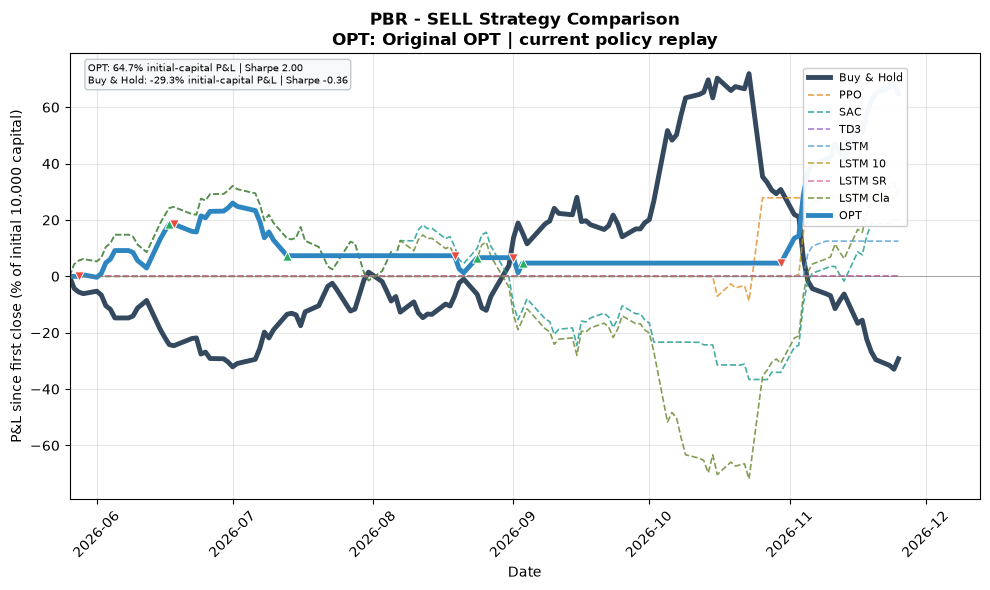 PBR - SELL Strategy Comparison
OPT: Original OPT | current policy replay
OPT: 64.7% initial-capital P&L | Sharpe 2.00
Buy & Hold: -29.3% initial-capital P&L | Sharpe -0.36
Buy & Hold
PPO
SAC
TD3
LSTM
LSTM 10
LSTM SR
LSTM Cla
OPT
P&L since first close (% of initial 10,000 capital)
60
40
20
0
−20
−40
−60
2026-06
2026-07
2026-08
2026-09
2026-10
2026-11
2026-12
Date